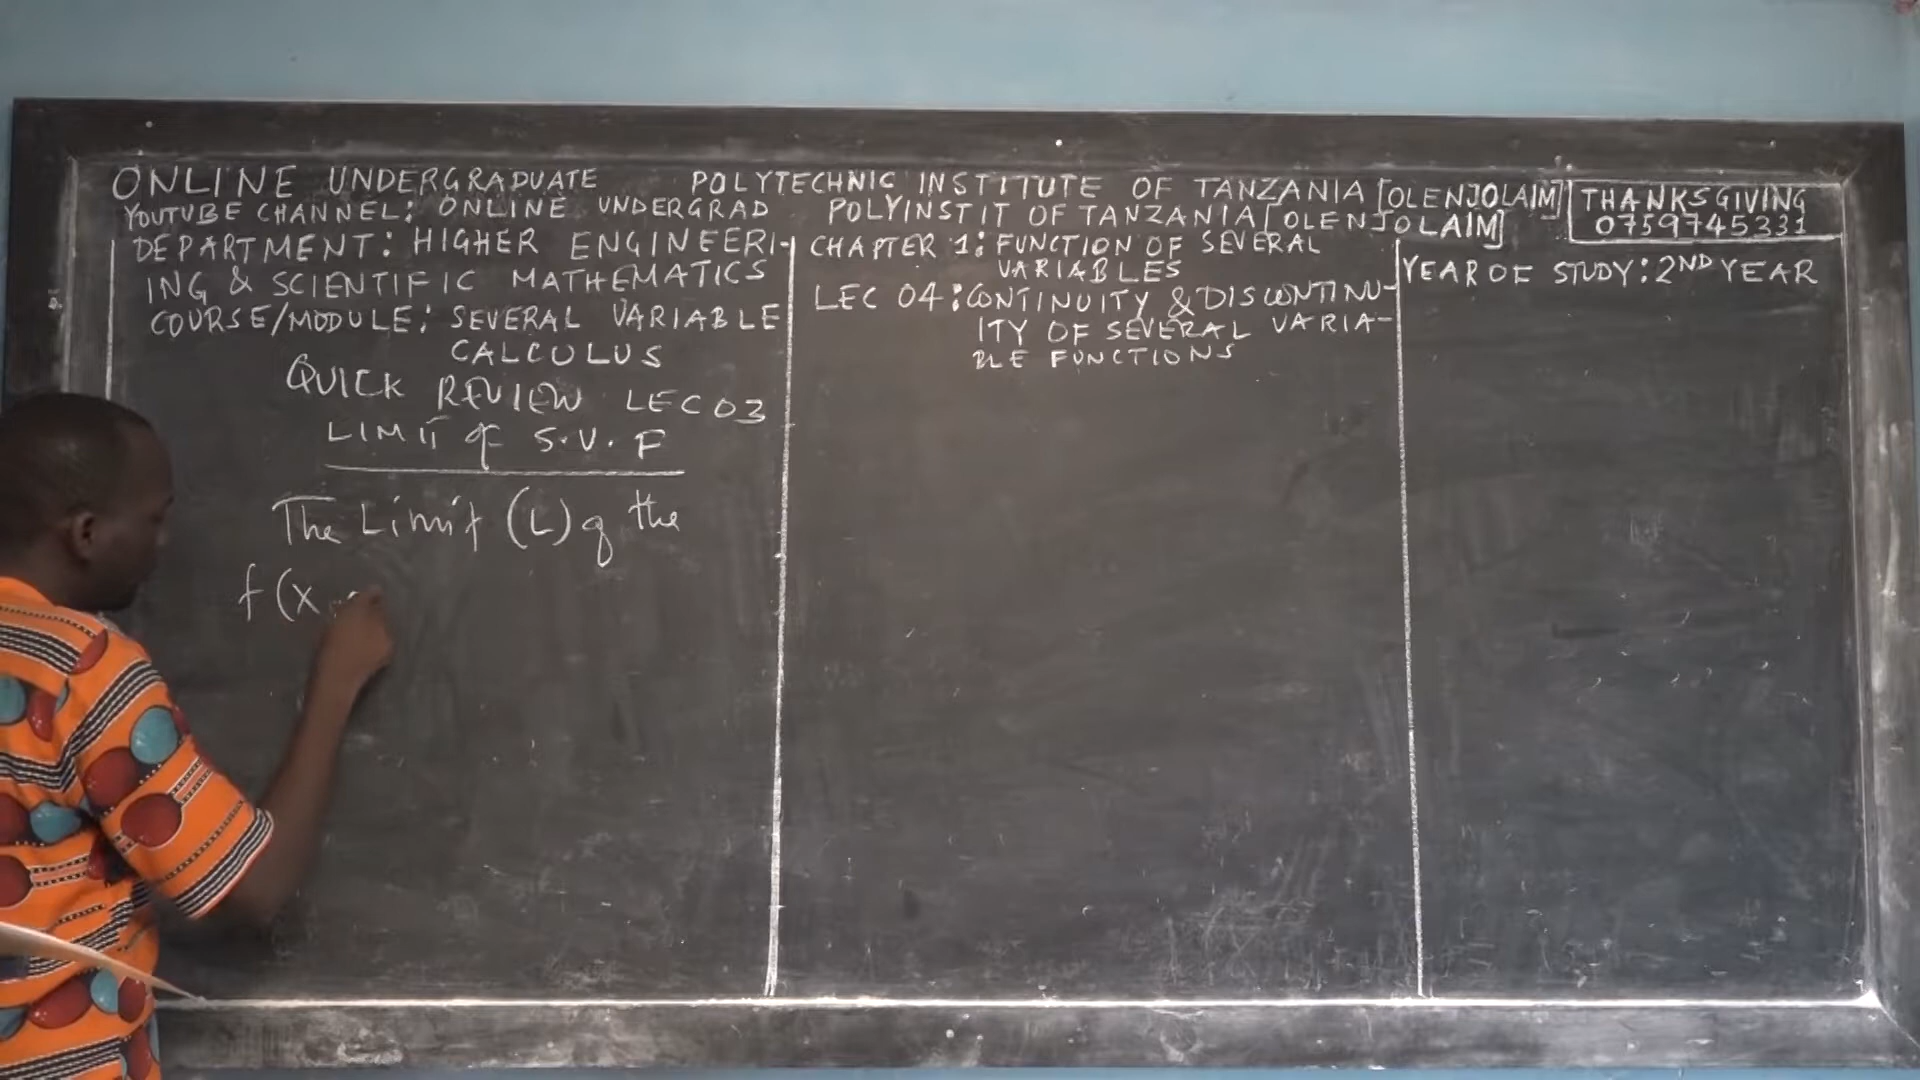 ONLINE UNDERGRADUATE POLYTECHNIC INSTITUTE OF TANZANIA [OLENJOLAIM]
YOUTUBE CHANNEL: ONLINE UNDERGRAD POLYINSTIT OF TANZANIA [OLENJOLAIM]
THANKSGIVING
0759745331
DEPARTMENT: HIGHER ENGINEERI-
ING & SCIENTIFIC MATHEMATICS
COURSE/MODULE: SEVERAL VARIABLE
CALCULUS
QUICK REVIEW LEC 03
LIMIT of S.V.F
The Limit (L) of the
f(x
CHAPTER 1: FUNCTION OF SEVERAL
VARIABLES
LEC 04: CONTINUITY & DISCONTINU-
ITY OF SEVERAL VARIA-
BLE FUNCTIONS
YEAR OF STUDY: 2ND YEAR